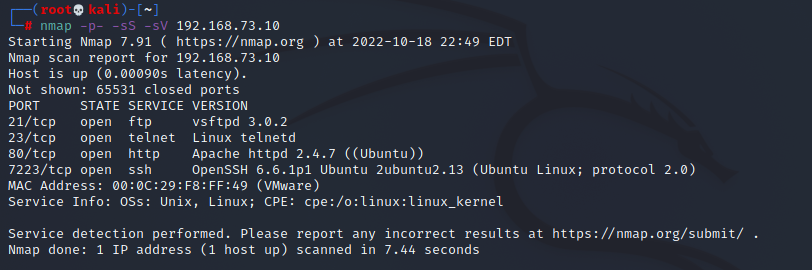 ┌──(root💀kali)-[~]
└─# nmap -p- -sS -sV 192.168.73.10
Starting Nmap 7.91 ( https://nmap.org ) at 2022-10-18 22:49 EDT
Nmap scan report for 192.168.73.10
Host is up (0.00090s latency).
Not shown: 65531 closed ports
PORT     STATE SERVICE VERSION
21/tcp   open  ftp     vsftpd 3.0.2
23/tcp   open  telnet  Linux telnetd
80/tcp   open  http    Apache httpd 2.4.7 ((Ubuntu))
7223/tcp open  ssh     OpenSSH 6.6.1p1 Ubuntu 2ubuntu2.13 (Ubuntu Linux; protocol 2.0)
MAC Address: 00:0C:29:F8:FF:49 (VMware)
Service Info: OSs: Unix, Linux; CPE: cpe:/o:linux:linux_kernel

Service detection performed. Please report any incorrect results at https://nmap.org/submit/ .
Nmap done: 1 IP address (1 host up) scanned in 7.44 seconds